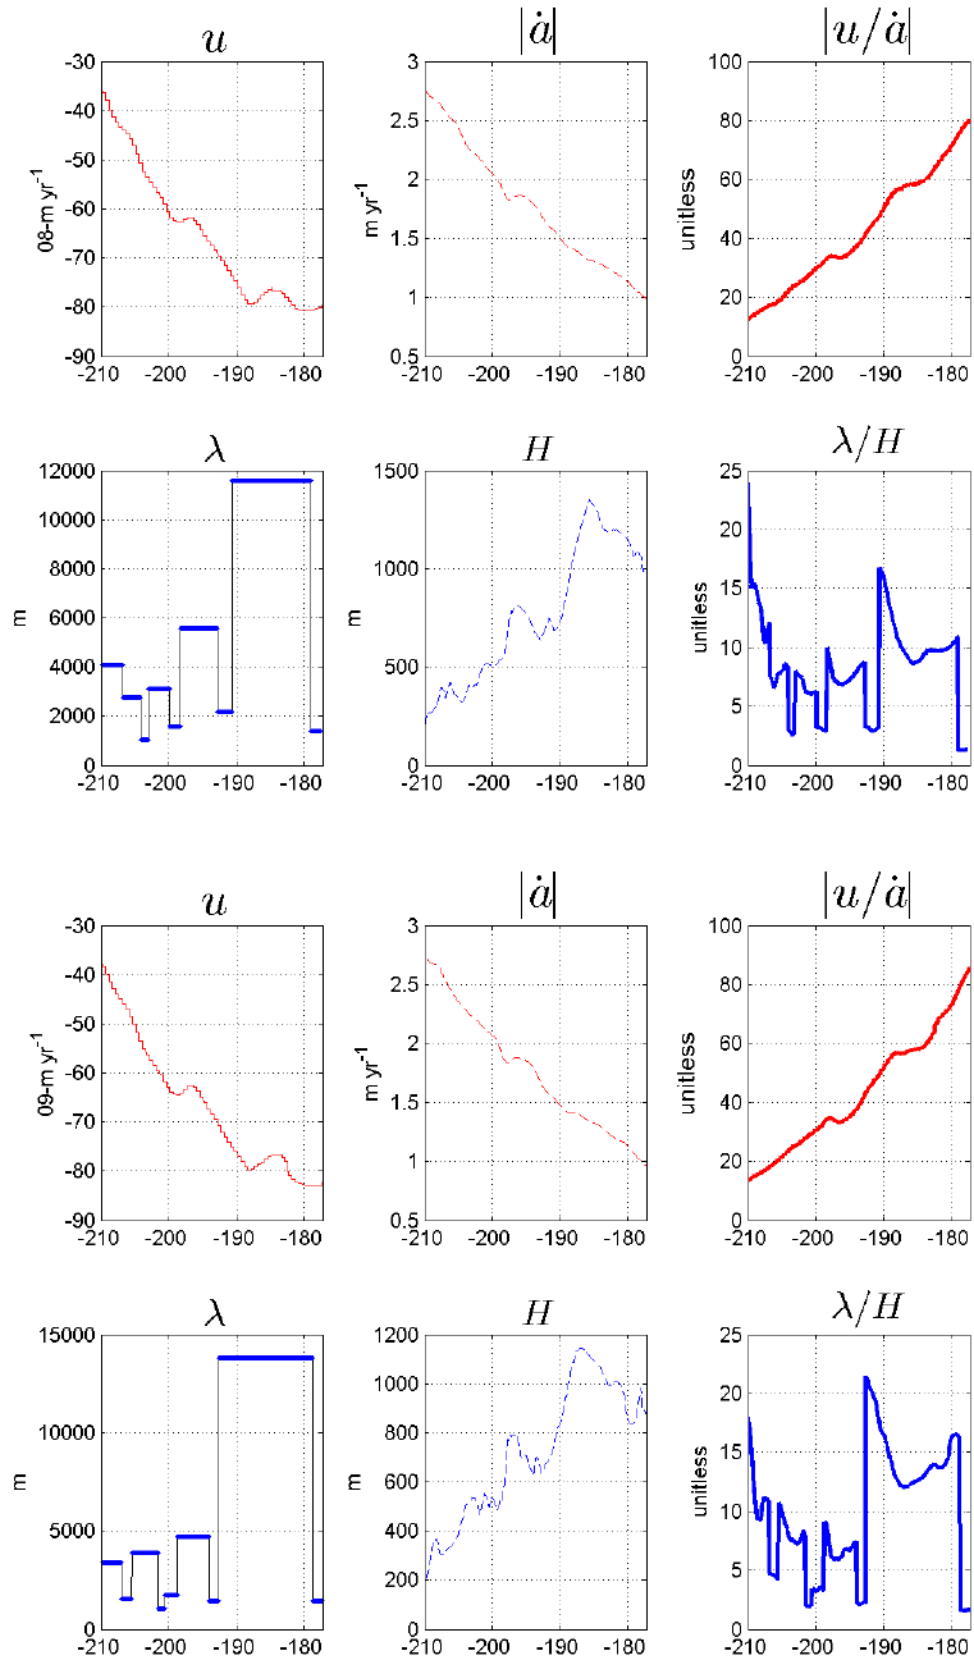 u
|ȧ|
|u/ȧ|
-30
-40
-50
-60
-70
-80
-90
08-m yr⁻¹
-210 -200 -190 -180
3
2.5
2
1.5
1
0.5
m yr⁻¹
-210 -200 -190 -180
100
80
60
40
20
0
unitless
-210 -200 -190 -180
λ
H
λ/H
12000
10000
8000
6000
4000
2000
0
m
-210 -200 -190 -180
1500
1000
500
0
m
-210 -200 -190 -180
25
20
15
10
5
0
unitless
-210 -200 -190 -180
u
|ȧ|
|u/ȧ|
-30
-40
-50
-60
-70
-80
-90
09-m yr⁻¹
-210 -200 -190 -180
3
2.5
2
1.5
1
0.5
m yr⁻¹
-210 -200 -190 -180
100
80
60
40
20
0
unitless
-210 -200 -190 -180
λ
H
λ/H
15000
10000
5000
0
m
-210 -200 -190 -180
1200
1000
800
600
400
200
0
m
-210 -200 -190 -180
25
20
15
10
5
0
unitless
-210 -200 -190 -180